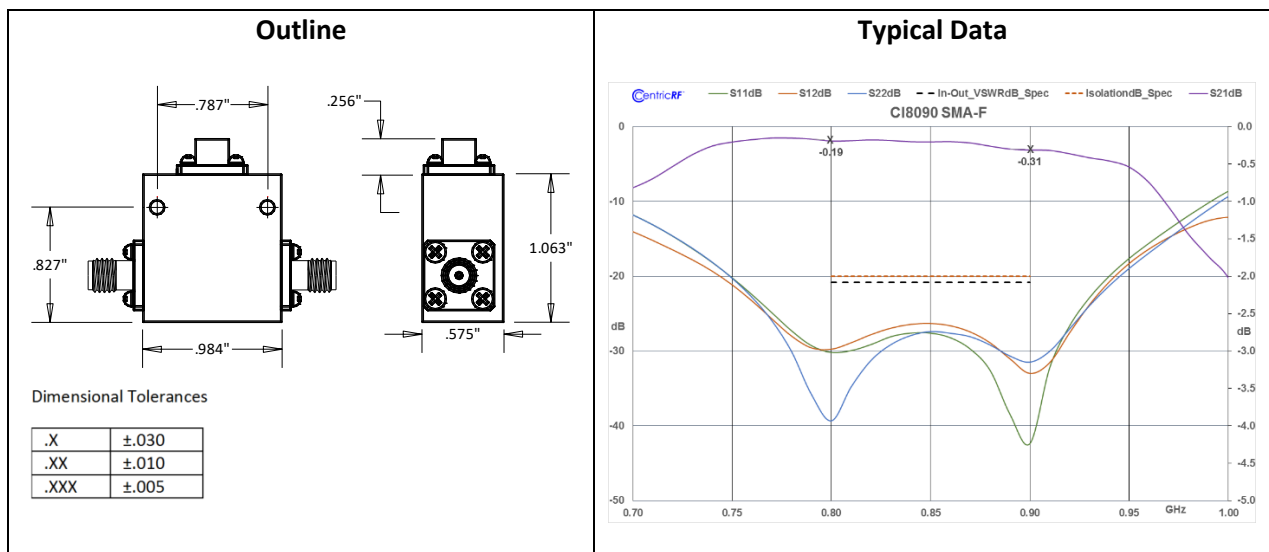 Outline
.787"
.256"
.827"
1.063"
.984"
.575"
Dimensional Tolerances
.X ±.030
.XX ±.010
.XXX ±.005
Typical Data
CentricRF™ S11dB S12dB S22dB In-Out_VSWRdB_Spec IsolationdB_Spec S21dB
CI8090 SMA-F
0 0.0
X X
-0.19 -0.31
-0.5
-10 -1.0
-1.5
-20 -2.0
-2.5
dB dB
-30 -3.0
-3.5
-40 -4.0
-4.5
-50 -5.0
0.70 0.75 0.80 0.85 0.90 0.95 GHz 1.00